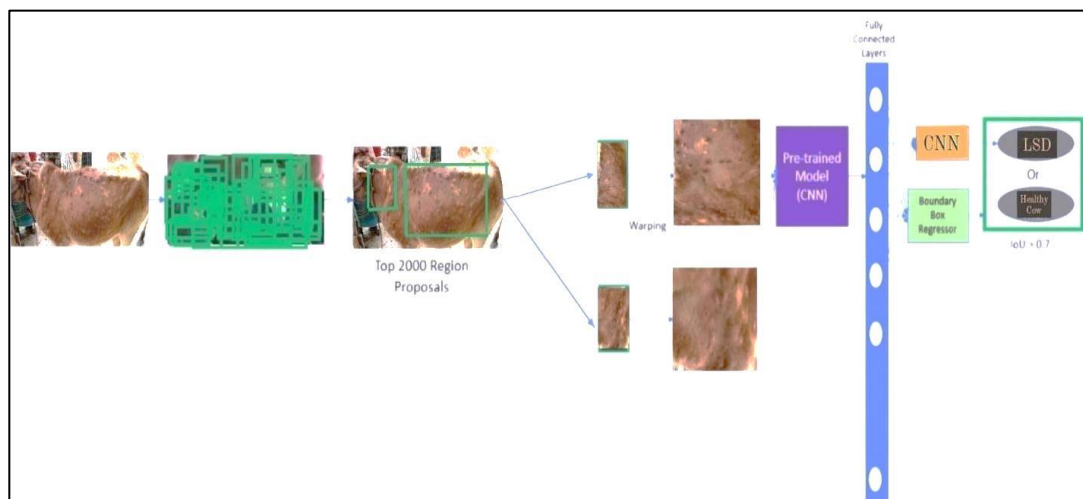 Fully
Connected
Layers
Top 2000 Region
Proposals
Warping
Pre-trained
Model
(CNN)
CNN
Boundary
Box
Regressor
LSD
Or
Healthy
Cow
IoU > 0.7